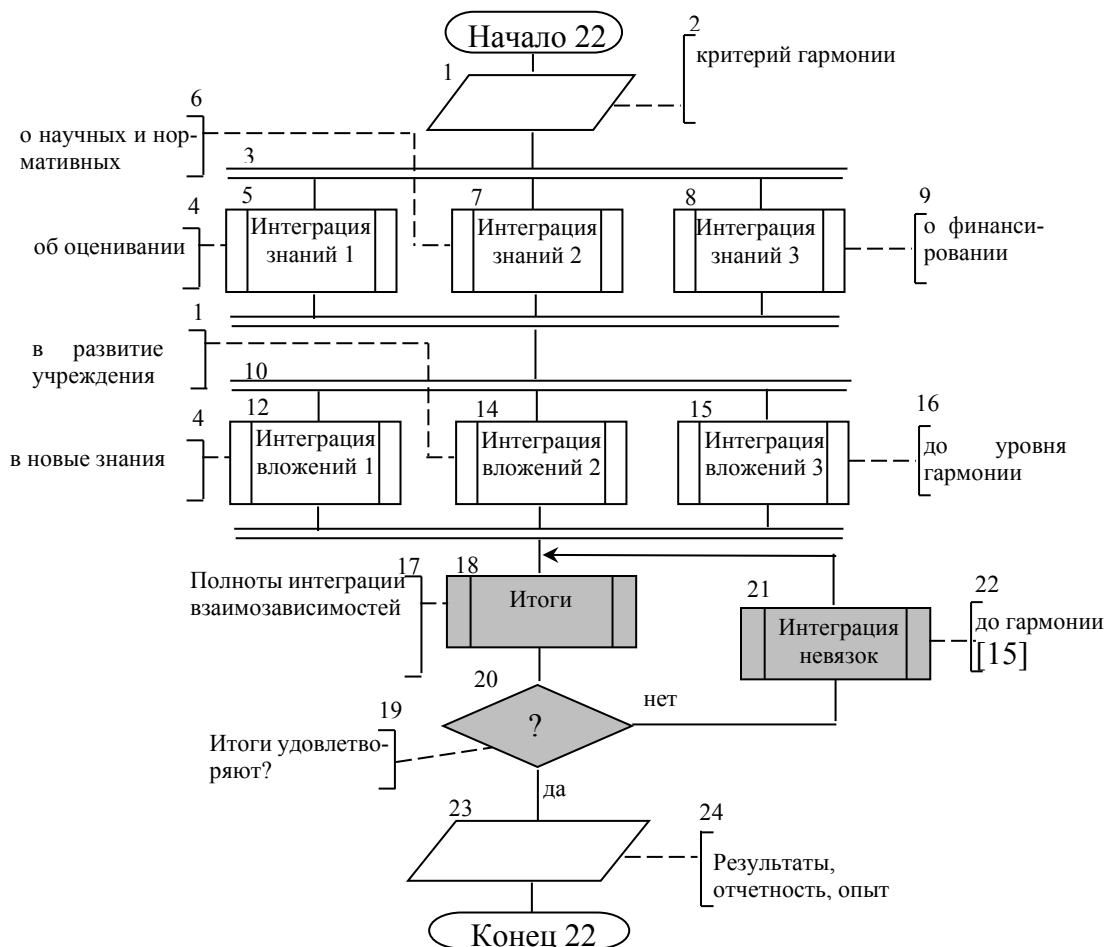 Начало 22
2
критерий гармонии
1
6
о научных и нор-
мативных
3
4
об оценивании
5
Интеграция
знаний 1
7
Интеграция
знаний 2
8
Интеграция
знаний 3
9
о финанси-
ровании
1
в развитие
учреждения
10
4
в новые знания
12
Интеграция
вложений 1
14
Интеграция
вложений 2
15
Интеграция
вложений 3
16
до уровня
гармонии
17
Полноты интеграции
взаимозависимостей
18
Итоги
21
Интеграция
невязок
22
до гармонии
[15]
20
?
нет
19
Итоги удовлетво-
ряют?
да
23
24
Результаты,
отчетность, опыт
Конец 22